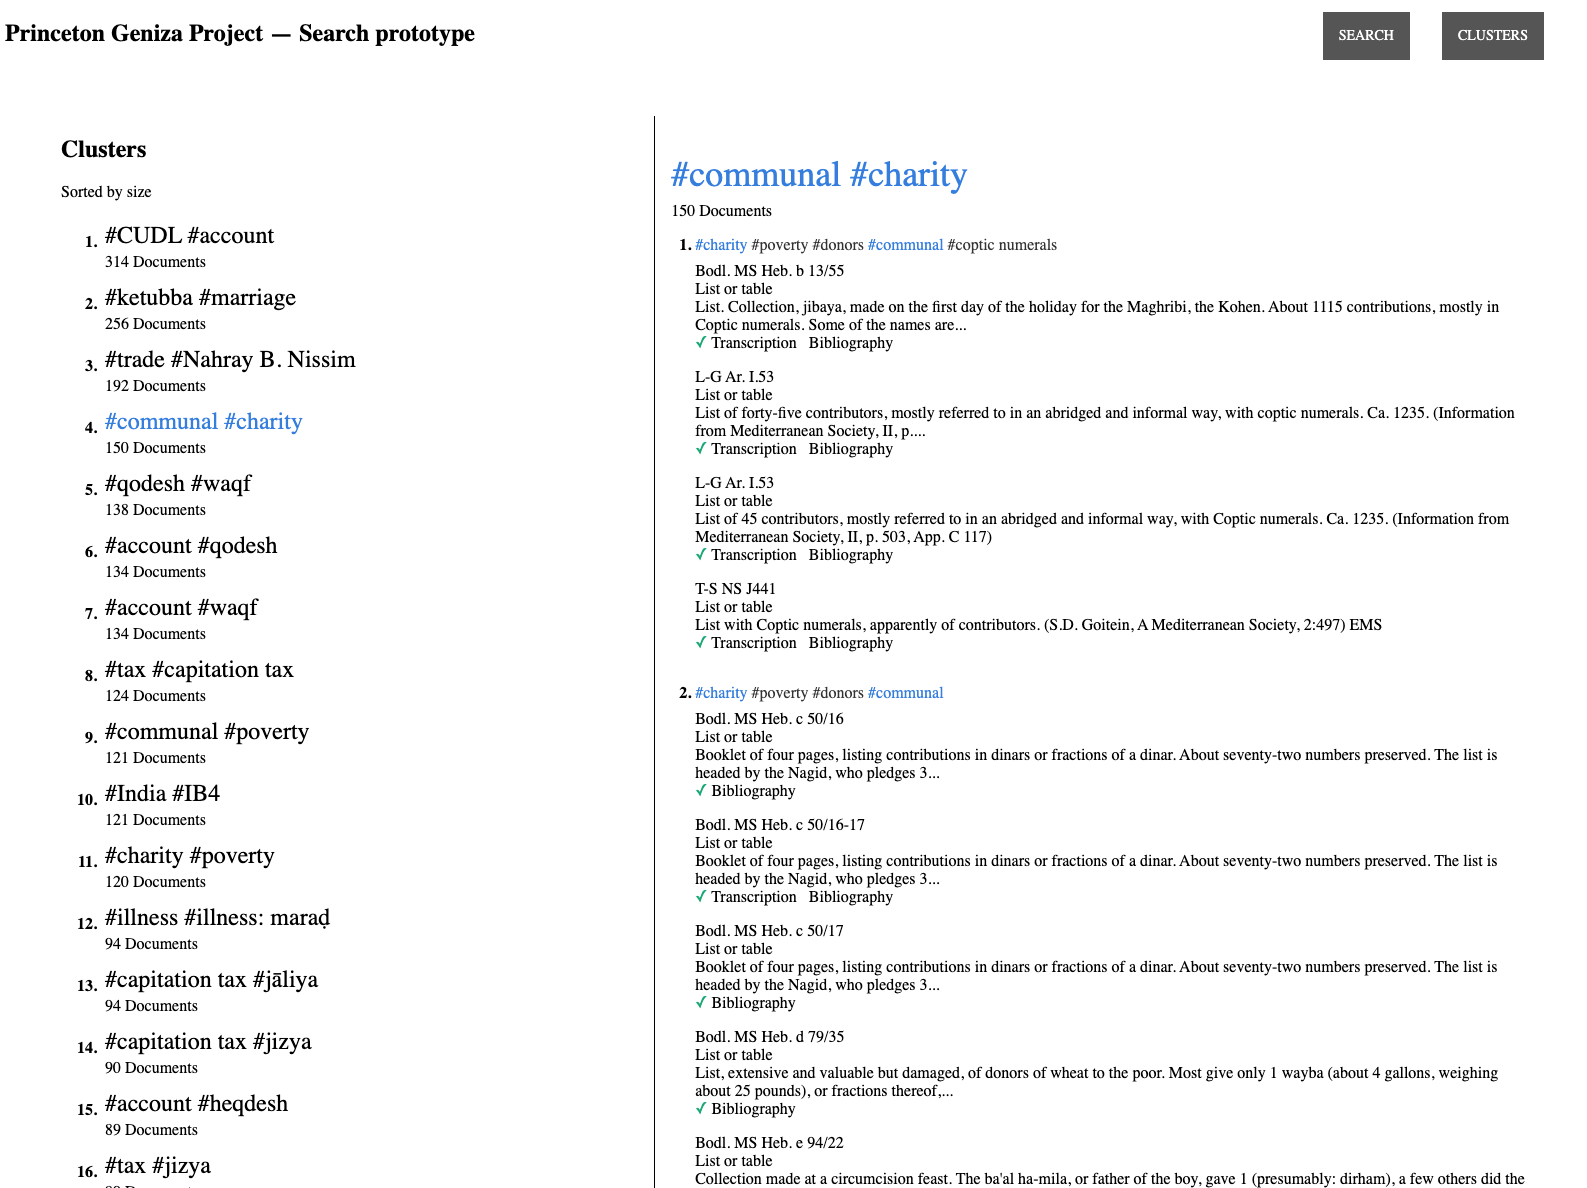 Princeton Geniza Project — Search prototype
SEARCH
CLUSTERS
Clusters
Sorted by size
1. #CUDL #account
314 Documents
2. #ketubba #marriage
256 Documents
3. #trade #Nahray B. Nissim
192 Documents
4. #communal #charity
150 Documents
5. #qodesh #waqf
138 Documents
6. #account #qodesh
134 Documents
7. #account #waqf
134 Documents
8. #tax #capitation tax
124 Documents
9. #communal #poverty
121 Documents
10. #India #IB4
121 Documents
11. #charity #poverty
120 Documents
12. #illness #illness: maraḍ
94 Documents
13. #capitation tax #jāliya
94 Documents
14. #capitation tax #jizya
90 Documents
15. #account #heqdesh
89 Documents
16. #tax #jizya
#communal #charity
150 Documents
1. #charity #poverty #donors #communal #coptic numerals
Bodl. MS Heb. b 13/55
List or table
List. Collection, jibaya, made on the first day of the holiday for the Maghribi, the Kohen. About 1115 contributions, mostly in
Coptic numerals. Some of the names are...
✓ Transcription Bibliography
L-G Ar. I.53
List or table
List of forty-five contributors, mostly referred to in an abridged and informal way, with coptic numerals. Ca. 1235. (Information
from Mediterranean Society, II, p....
✓ Transcription Bibliography
L-G Ar. I.53
List or table
List of 45 contributors, mostly referred to in an abridged and informal way, with Coptic numerals. Ca. 1235. (Information from
Mediterranean Society, II, p. 503, App. C 117)
✓ Transcription Bibliography
T-S NS J441
List or table
List with Coptic numerals, apparently of contributors. (S.D. Goitein, A Mediterranean Society, 2:497) EMS
✓ Transcription Bibliography
2. #charity #poverty #donors #communal
Bodl. MS Heb. c 50/16
List or table
Booklet of four pages, listing contributions in dinars or fractions of a dinar. About seventy-two numbers preserved. The list is
headed by the Nagid, who pledges 3...
✓ Bibliography
Bodl. MS Heb. c 50/16-17
List or table
Booklet of four pages, listing contributions in dinars or fractions of a dinar. About seventy-two numbers preserved. The list is
headed by the Nagid, who pledges 3...
✓ Transcription Bibliography
Bodl. MS Heb. c 50/17
List or table
Booklet of four pages, listing contributions in dinars or fractions of a dinar. About seventy-two numbers preserved. The list is
headed by the Nagid, who pledges 3...
✓ Bibliography
Bodl. MS Heb. d 79/35
List or table
List, extensive and valuable but damaged, of donors of wheat to the poor. Most give only 1 wayba (about 4 gallons, weighing
about 25 pounds), or fractions thereof,...
✓ Bibliography
Bodl. MS Heb. e 94/22
List or table
Collection made at a circumcision feast. The ba'al ha-mila, or father of the boy, gave 1 (presumably: dirham), a few others did the